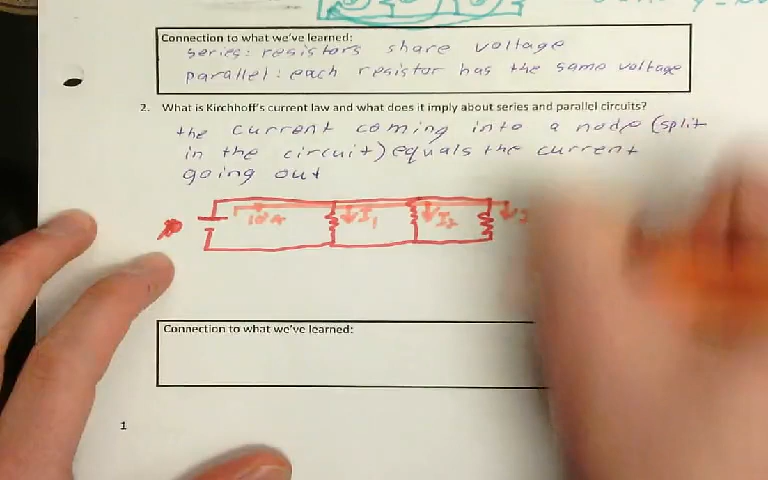 Connection to what we've learned:
series: resistors share voltage
parallel: each resistor has the same voltage
2. What is Kirchhoff's current law and what does it imply about series and parallel circuits?
the current coming into a node (split
in the circuit) equals the current
going out
10A I1 I2
Connection to what we've learned:
1